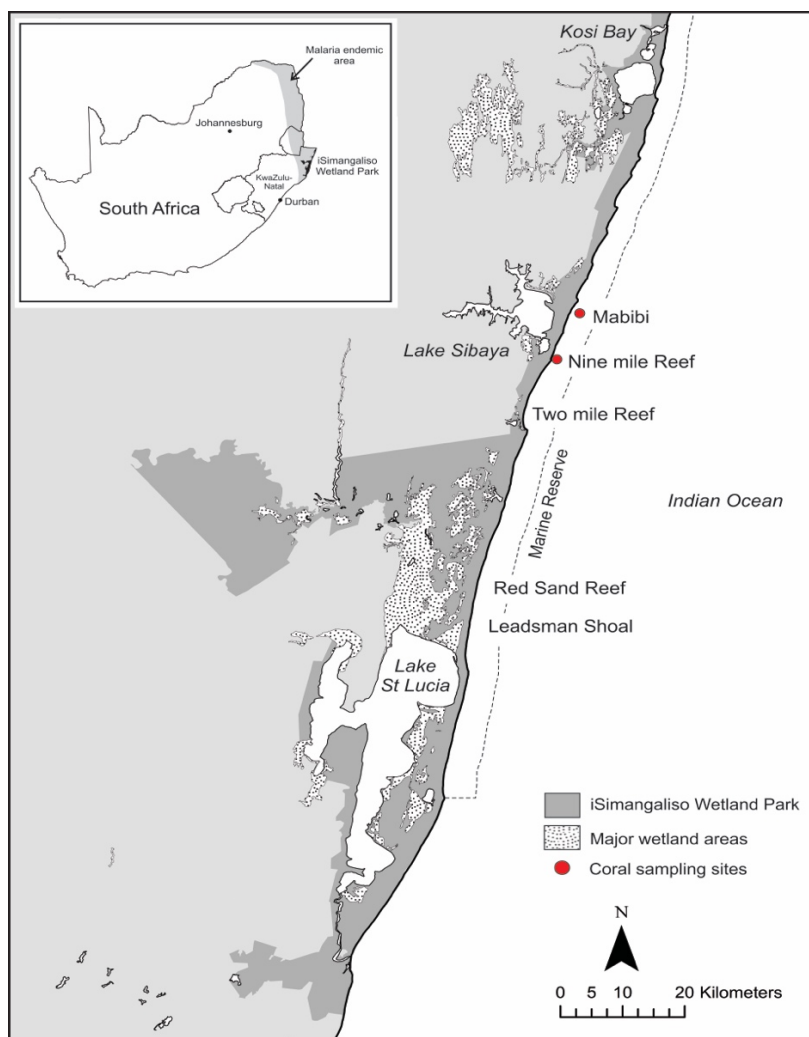 Kosi Bay
Malaria endemic
area
Johannesburg
iSimangaliso
Wetland Park
KwaZulu-
Natal
South Africa
Durban
Mabibi
Lake Sibaya
Nine mile Reef
Two mile Reef
Indian Ocean
Marine Reserve
Red Sand Reef
Leadsman Shoal
Lake
St Lucia
iSimangaliso Wetland Park
Major wetland areas
Coral sampling sites
N
0 5 10 20 Kilometers